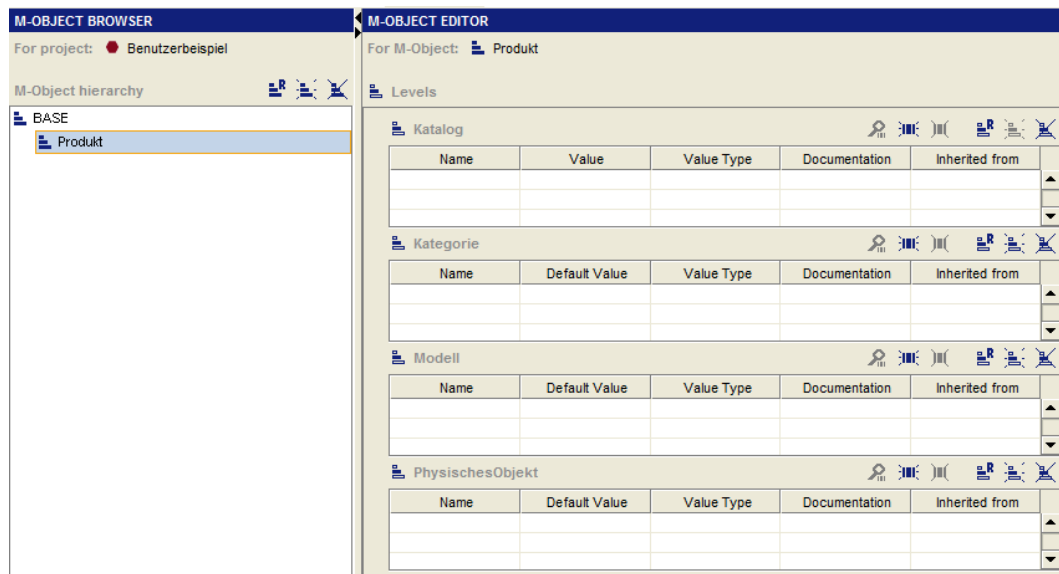 M-OBJECT BROWSER
For project: Benutzerbeispiel
M-Object hierarchy
R
BASE
Produkt
M-OBJECT EDITOR
For M-Object: Produkt
Levels
Katalog
R
Name Value Value Type Documentation Inherited from
Kategorie
R
Name Default Value Value Type Documentation Inherited from
Modell
R
Name Default Value Value Type Documentation Inherited from
PhysischesObjekt
R
Name Default Value Value Type Documentation Inherited from